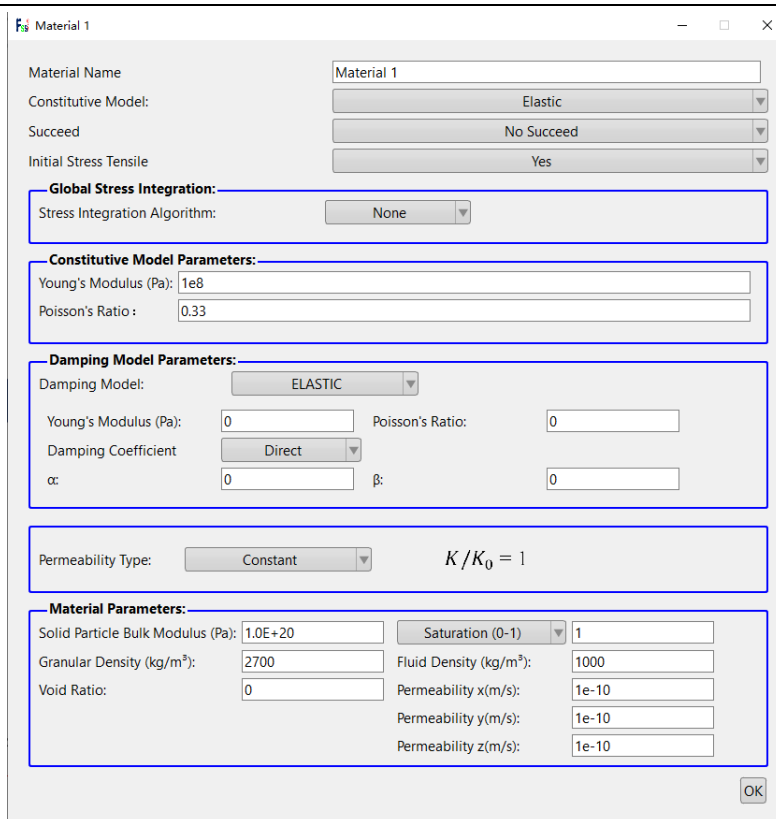 Material 1
Material Name Material 1
Constitutive Model: Elastic
Succeed No Succeed
Initial Stress Tensile Yes
Global Stress Integration:
Stress Integration Algorithm: None
Constitutive Model Parameters:
Young's Modulus (Pa): 1e8
Poisson's Ratio： 0.33
Damping Model Parameters:
Damping Model: ELASTIC
Young's Modulus (Pa): 0 Poisson's Ratio: 0
Damping Coefficient Direct
α: 0 β: 0
Permeability Type: Constant K/K₀ = 1
Material Parameters:
Solid Particle Bulk Modulus (Pa): 1.0E+20 Saturation (0-1) 1
Granular Density (kg/m³): 2700 Fluid Density (kg/m³): 1000
Void Ratio: 0 Permeability x(m/s): 1e-10
Permeability y(m/s): 1e-10
Permeability z(m/s): 1e-10
OK